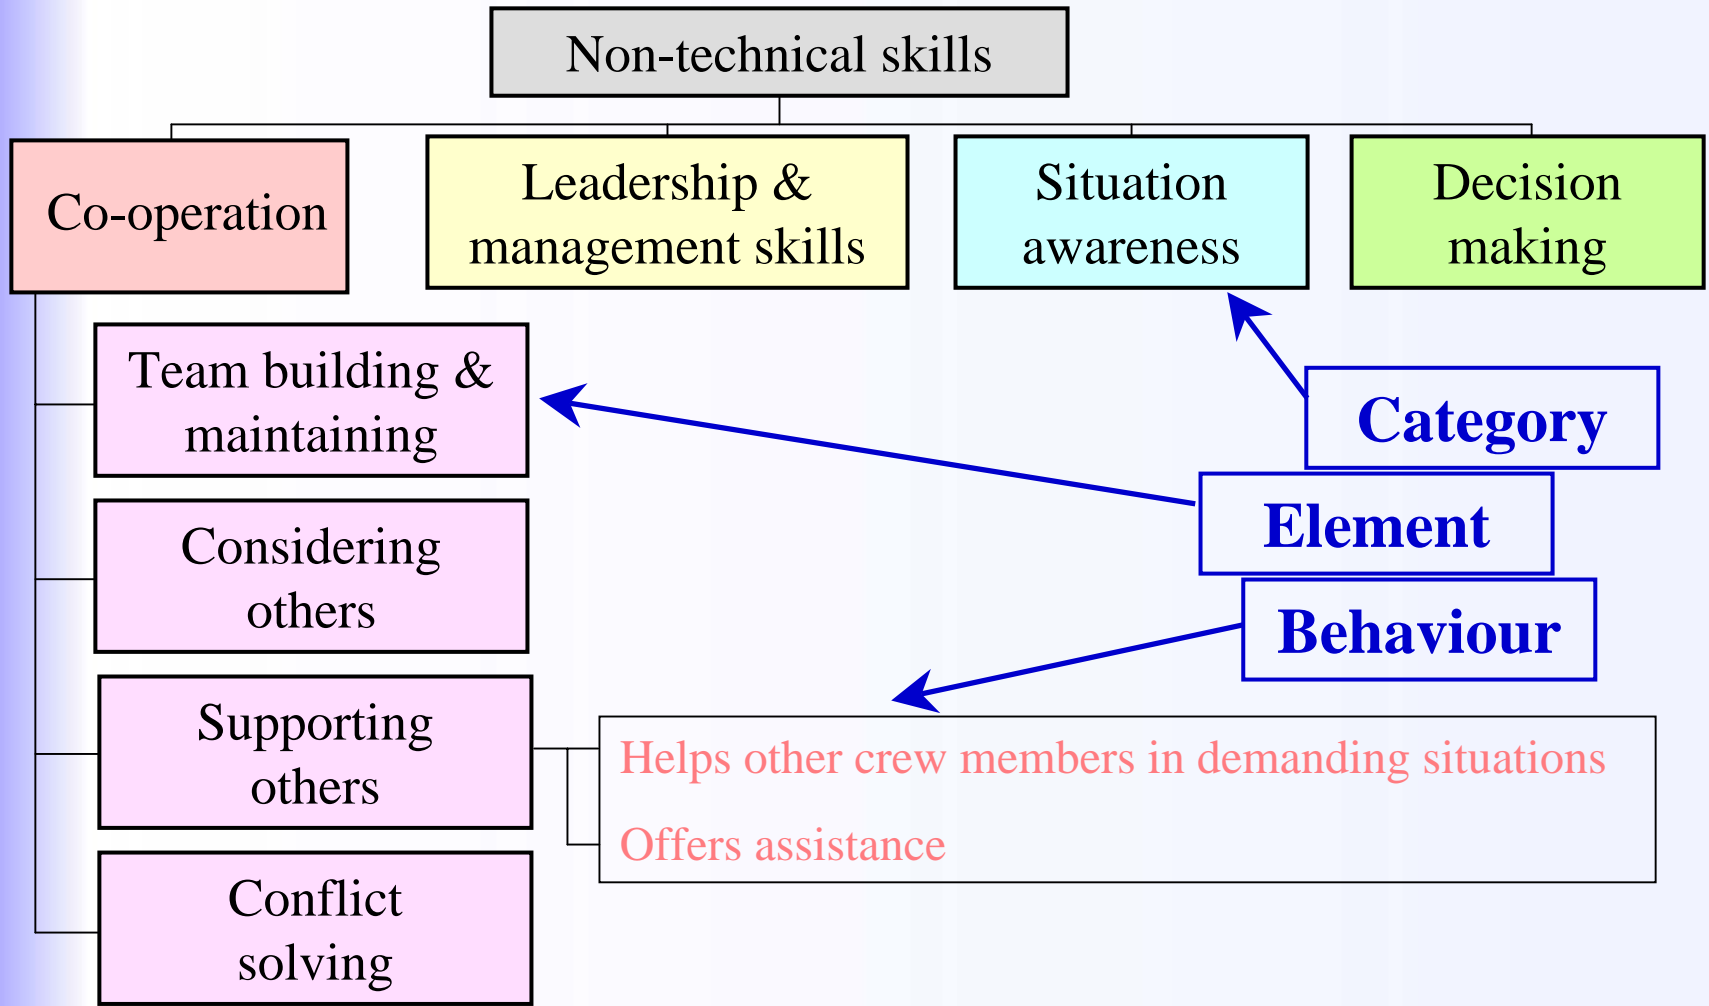 Non-technical skills
Co-operation
Leadership &
management skills
Situation
awareness
Decision
making
Team building &
maintaining
Category
Element
Considering
others
Behaviour
Supporting
others
Helps other crew members in demanding situations
Offers assistance
Conflict
solving